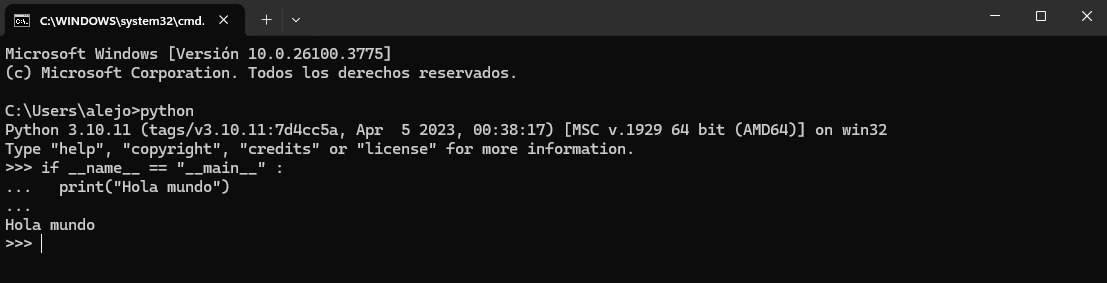 C:\WINDOWS\system32\cmd.
Microsoft Windows [Versión 10.0.26100.3775]
(c) Microsoft Corporation. Todos los derechos reservados.
C:\Users\alejo>python
Python 3.10.11 (tags/v3.10.11:7d4cc5a, Apr  5 2023, 00:38:17) [MSC v.1929 64 bit (AMD64)] on win32
Type "help", "copyright", "credits" or "license" for more information.
>>> if __name__ == "__main__" :
...   print("Hola mundo")
...
Hola mundo
>>>